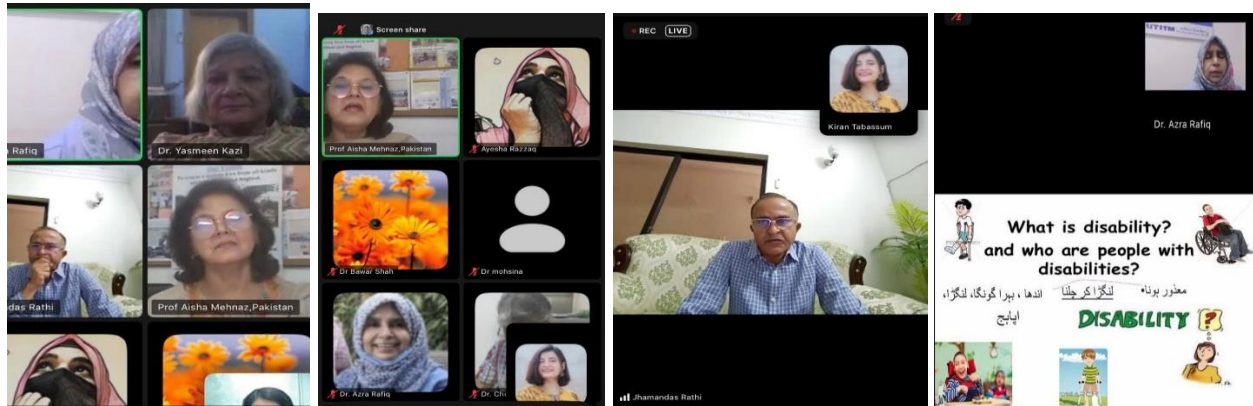 Rafiq
Dr. Yasmeen Kazi
das Rathi
Prof Aisha Mehnaz,Pakistan
Screen share
Prof Aisha Mehnaz,Pakistan
Ayesha Razzaq
Dr Bawar Shah
Dr mohsina
Dr. Azra Rafiq
Dr. Chi
REC LIVE
Kiran Tabassum
Jhamandas Rathi
Dr. Azra Rafiq
What is disability?
and who are people with
disabilities?
معذور ہونا• لنگڑا کر چلنا اندھا ، بہرا گونگا، لنگڑا،
اپاہج
DISABILITY ?